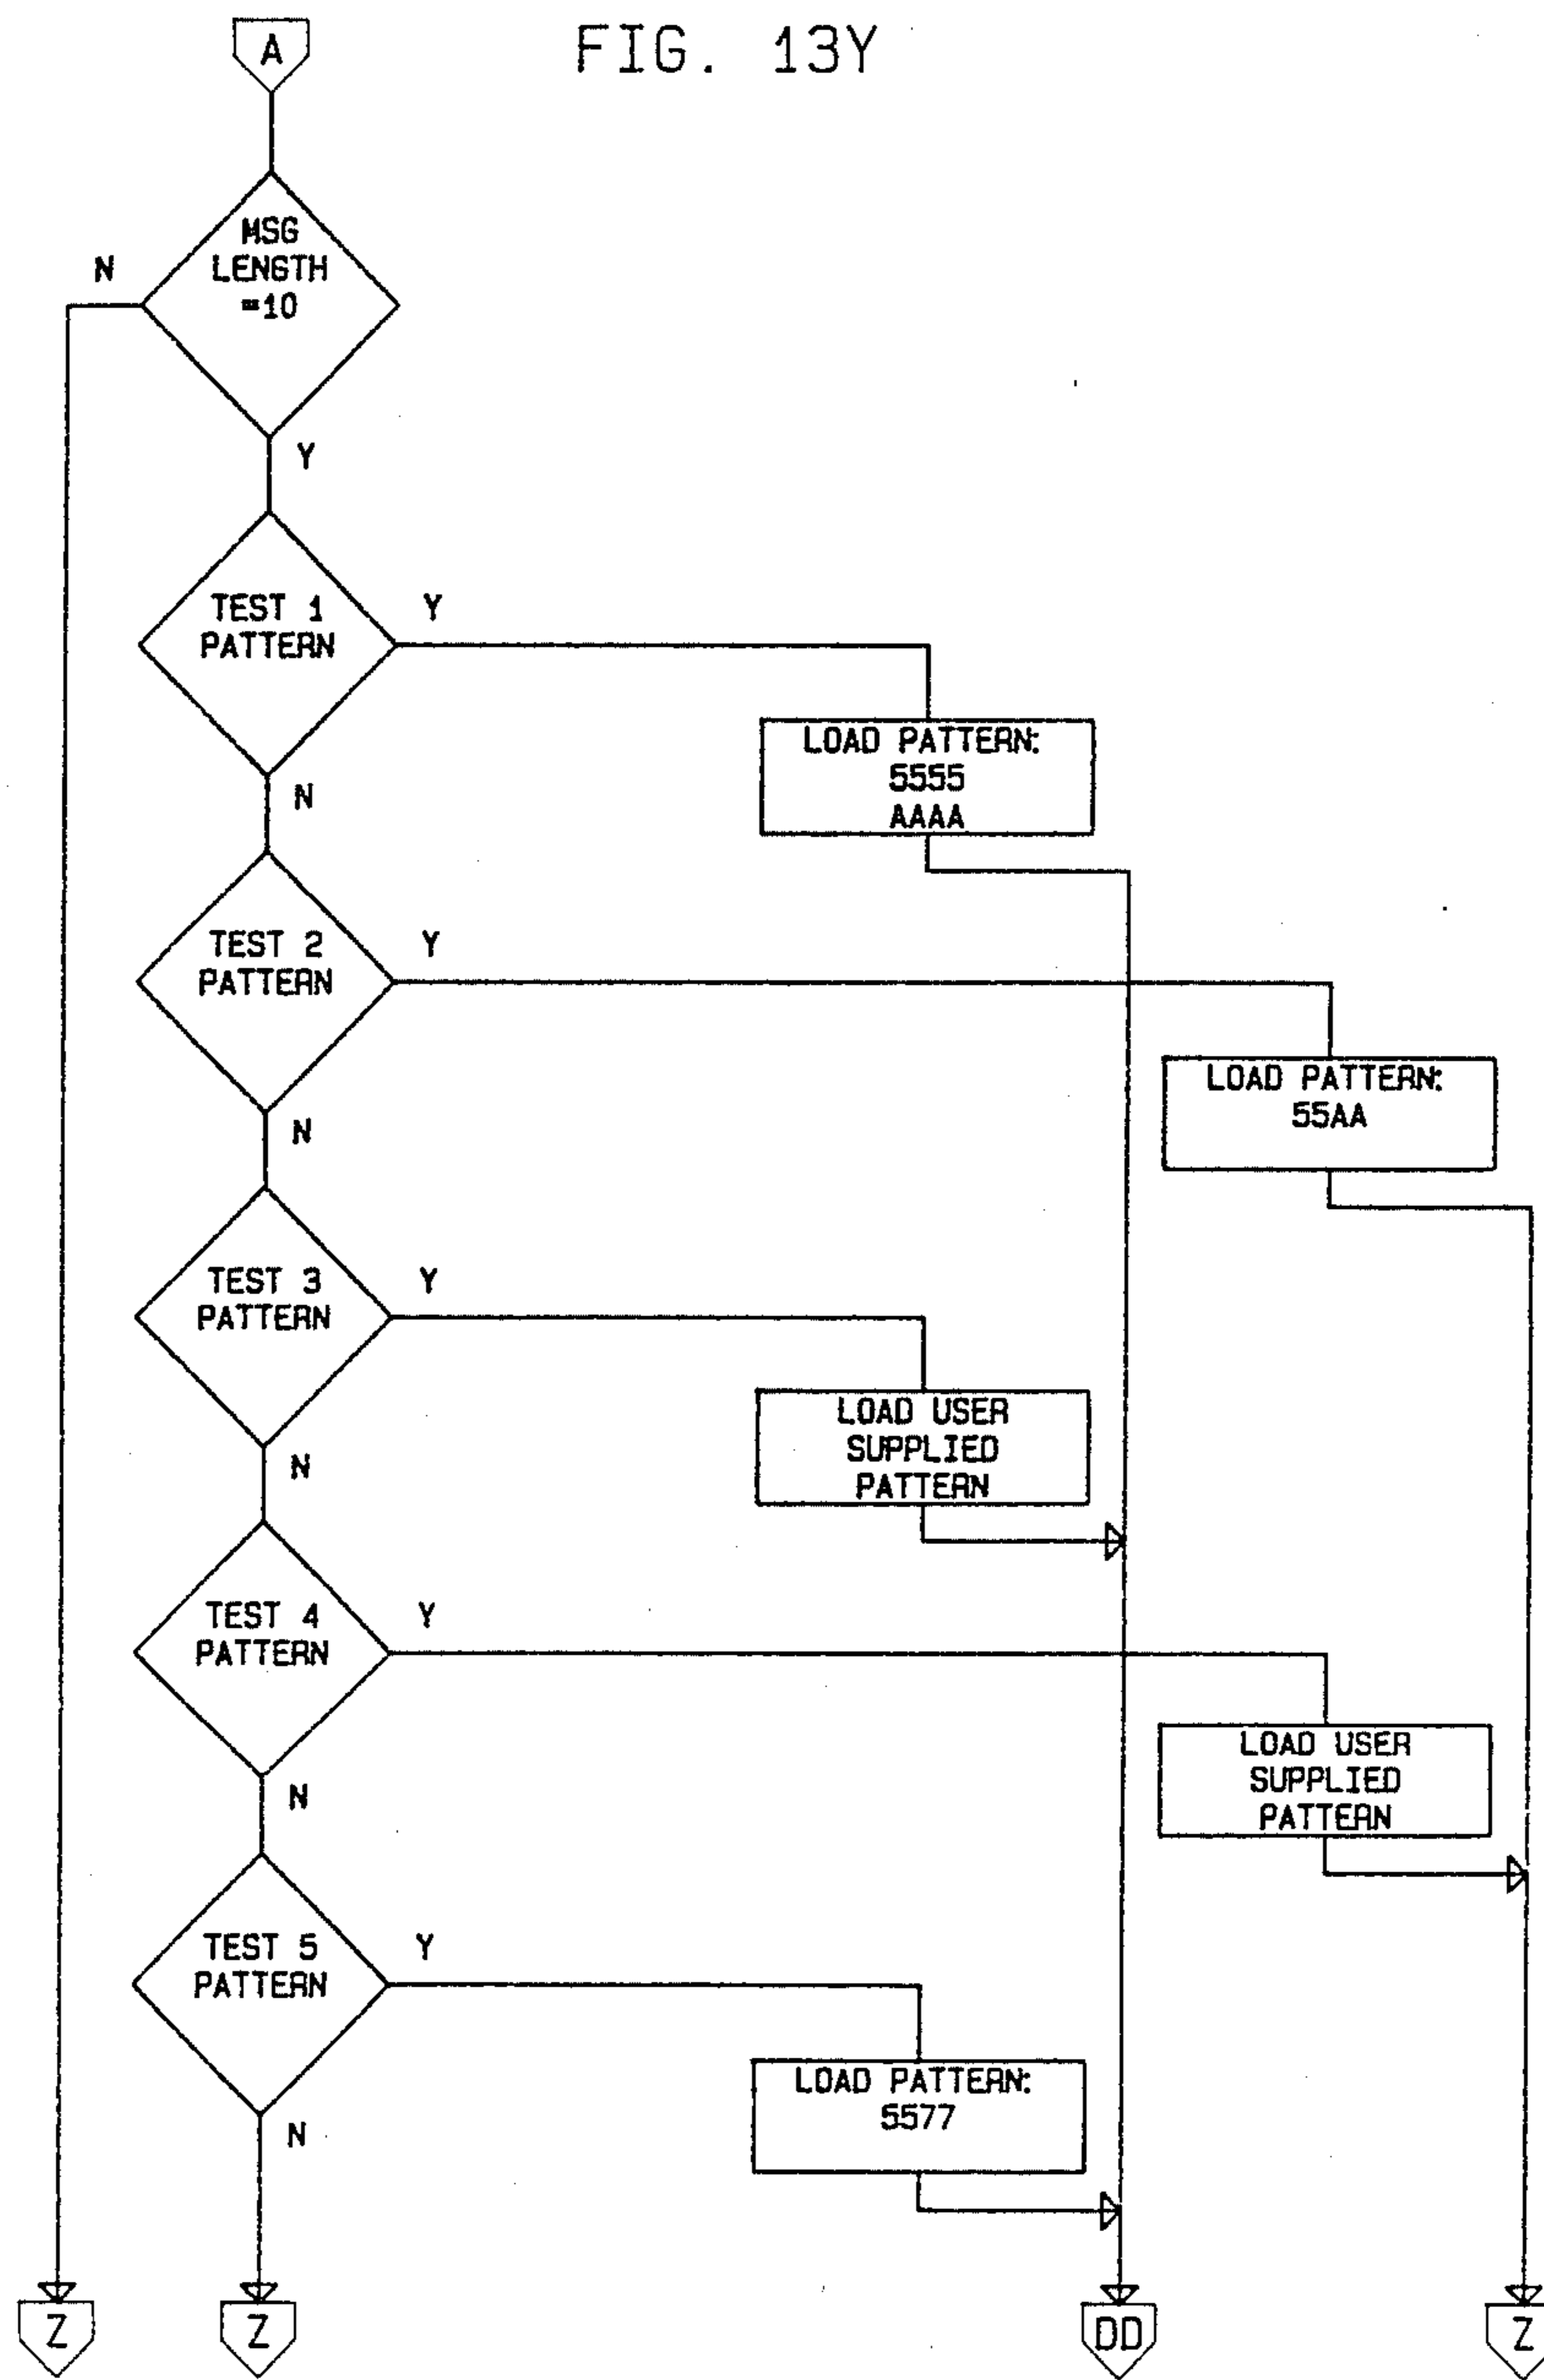 FIG. 13Y
A
MSG
LENGTH
=10
N
Y
TEST 1
PATTERN
Y
N
LOAD PATTERN:
5555
AAAA
TEST 2
PATTERN
Y
N
LOAD PATTERN:
55AA
TEST 3
PATTERN
Y
N
LOAD USER
SUPPLIED
PATTERN
TEST 4
PATTERN
Y
N
LOAD USER
SUPPLIED
PATTERN
TEST 5
PATTERN
Y
N
LOAD PATTERN:
5577
Z
Z
DD
Z